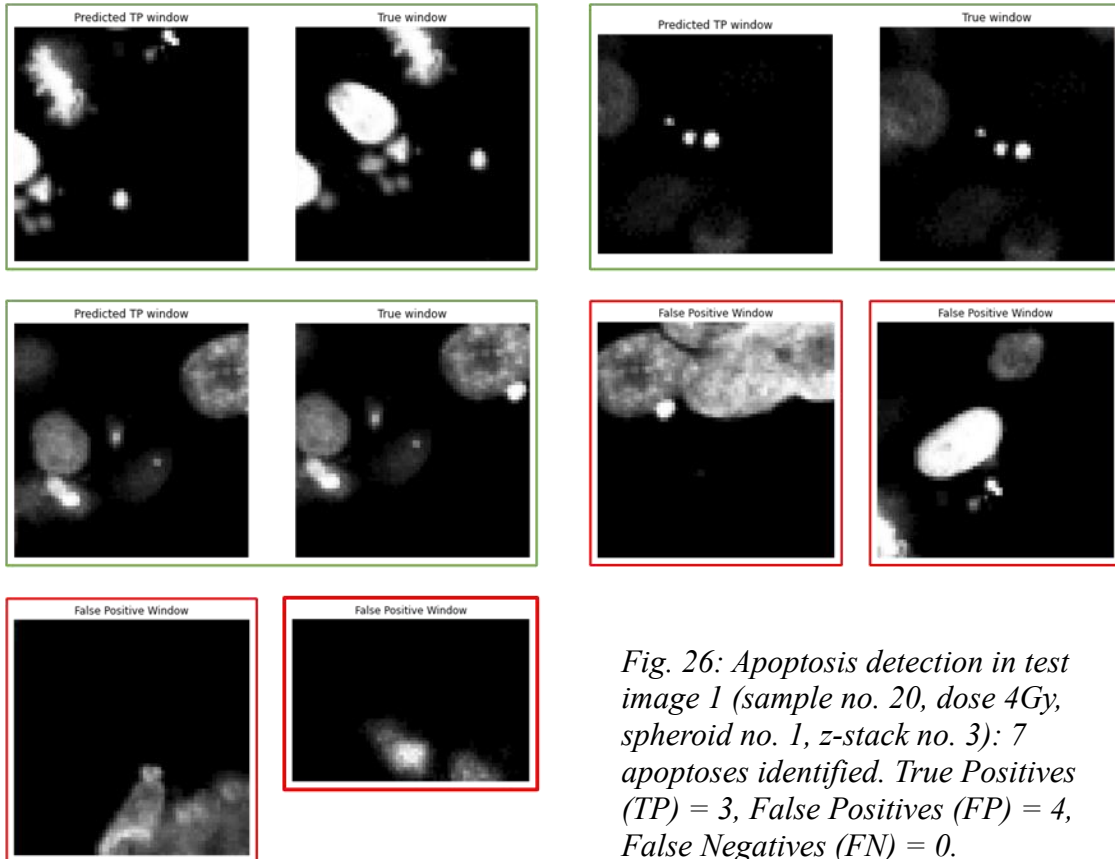 Predicted TP window
True window
Predicted TP window
True window
Predicted TP window
True window
False Positive Window
False Positive Window
False Positive Window
False Positive Window
Fig. 26: Apoptosis detection in test
image 1 (sample no. 20, dose 4Gy,
spheroid no. 1, z-stack no. 3): 7
apoptoses identified. True Positives
(TP) = 3, False Positives (FP) = 4,
False Negatives (FN) = 0.